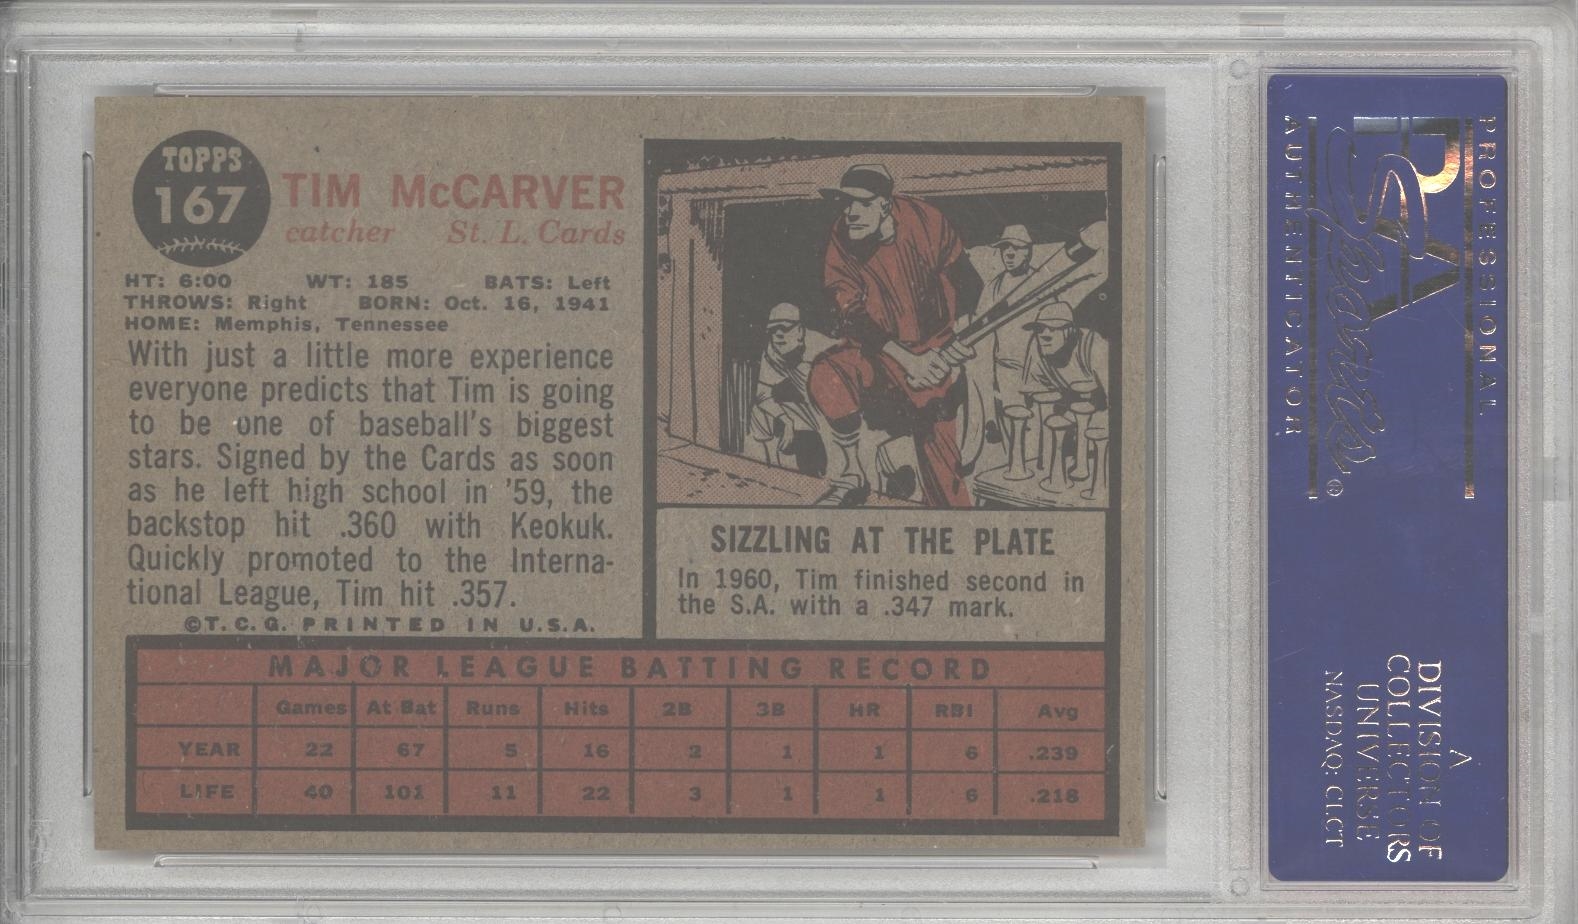 TOPPS
167
TIM McCARVER
catcher St. L. Cards
HT: 6:00 WT: 185 BATS: Left
THROWS: Right BORN: Oct. 16, 1941
HOME: Memphis, Tennessee
With just a little more experience
everyone predicts that Tim is going
to be one of baseball's biggest
stars. Signed by the Cards as soon
as he left high school in '59, the
backstop hit .360 with Keokuk.
Quickly promoted to the Interna-
tional League, Tim hit .357.
©T.C.G. PRINTED IN U.S.A.
SIZZLING AT THE PLATE
In 1960, Tim finished second in
the S.A. with a .347 mark.
MAJOR LEAGUE BATTING RECORD
Games At Bat Runs Hits 2B 3B HR RBI Avg
YEAR 22 67 5 16 2 1 1 6 .239
LIFE 40 101 11 22 3 1 1 6 .218
PROFESSIONAL
PSA
Sports
®
AUTHENTICATOR
A
DIVISION OF
COLLECTORS
UNIVERSE
NASDAQ: CLCT